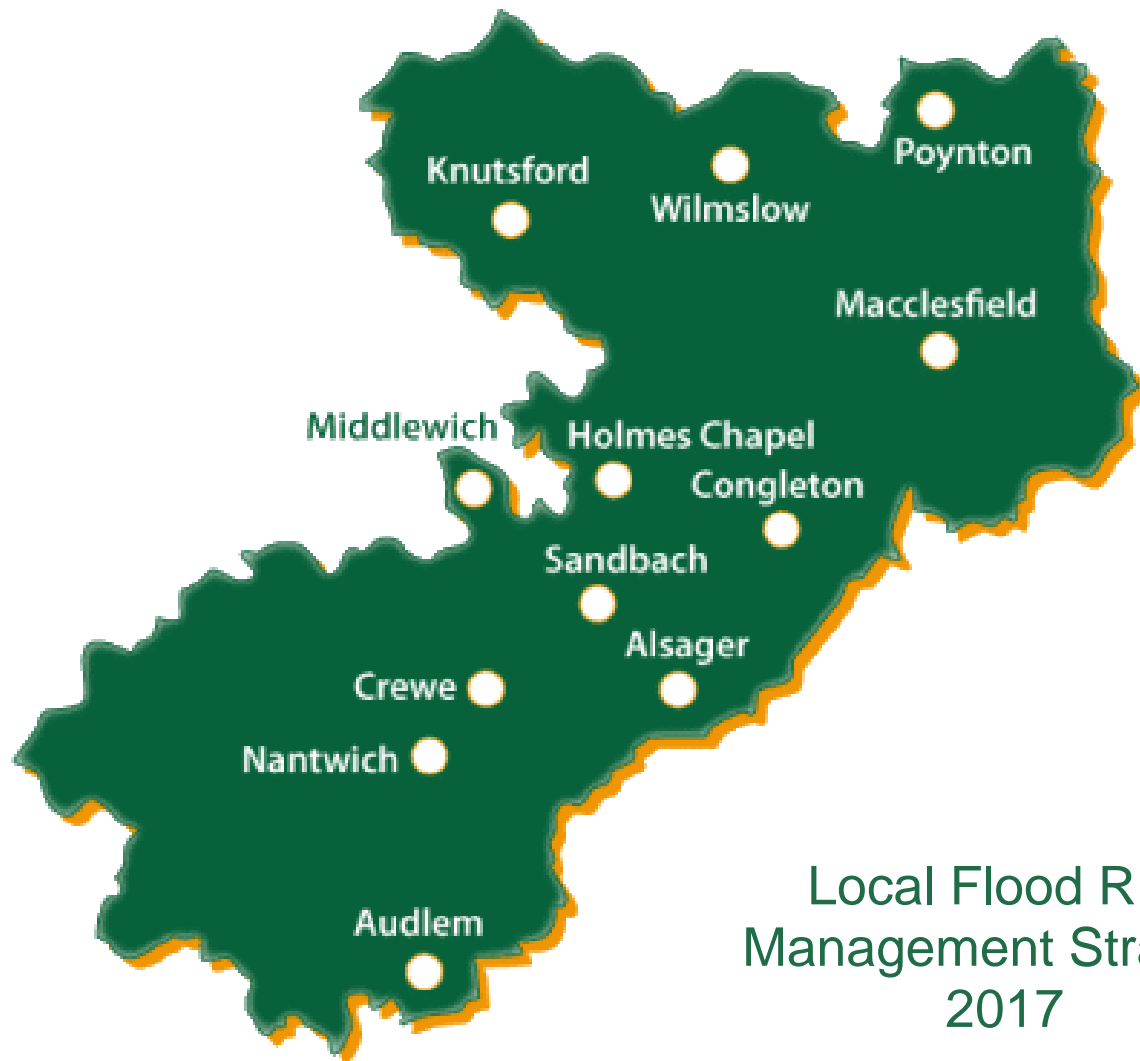 Poynton
Knutsford
Wilmslow
Macclesfield
Middlewich
Holmes Chapel
Congleton
Sandbach
Alsager
Crewe
Nantwich
Audlem
Local Flood R
Management Stra
2017